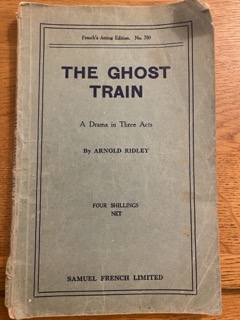 French's Acting Edition. No. 750
THE GHOST
TRAIN
A Drama in Three Acts
By ARNOLD RIDLEY
FOUR SHILLINGS
NET
SAMUEL FRENCH LIMITED